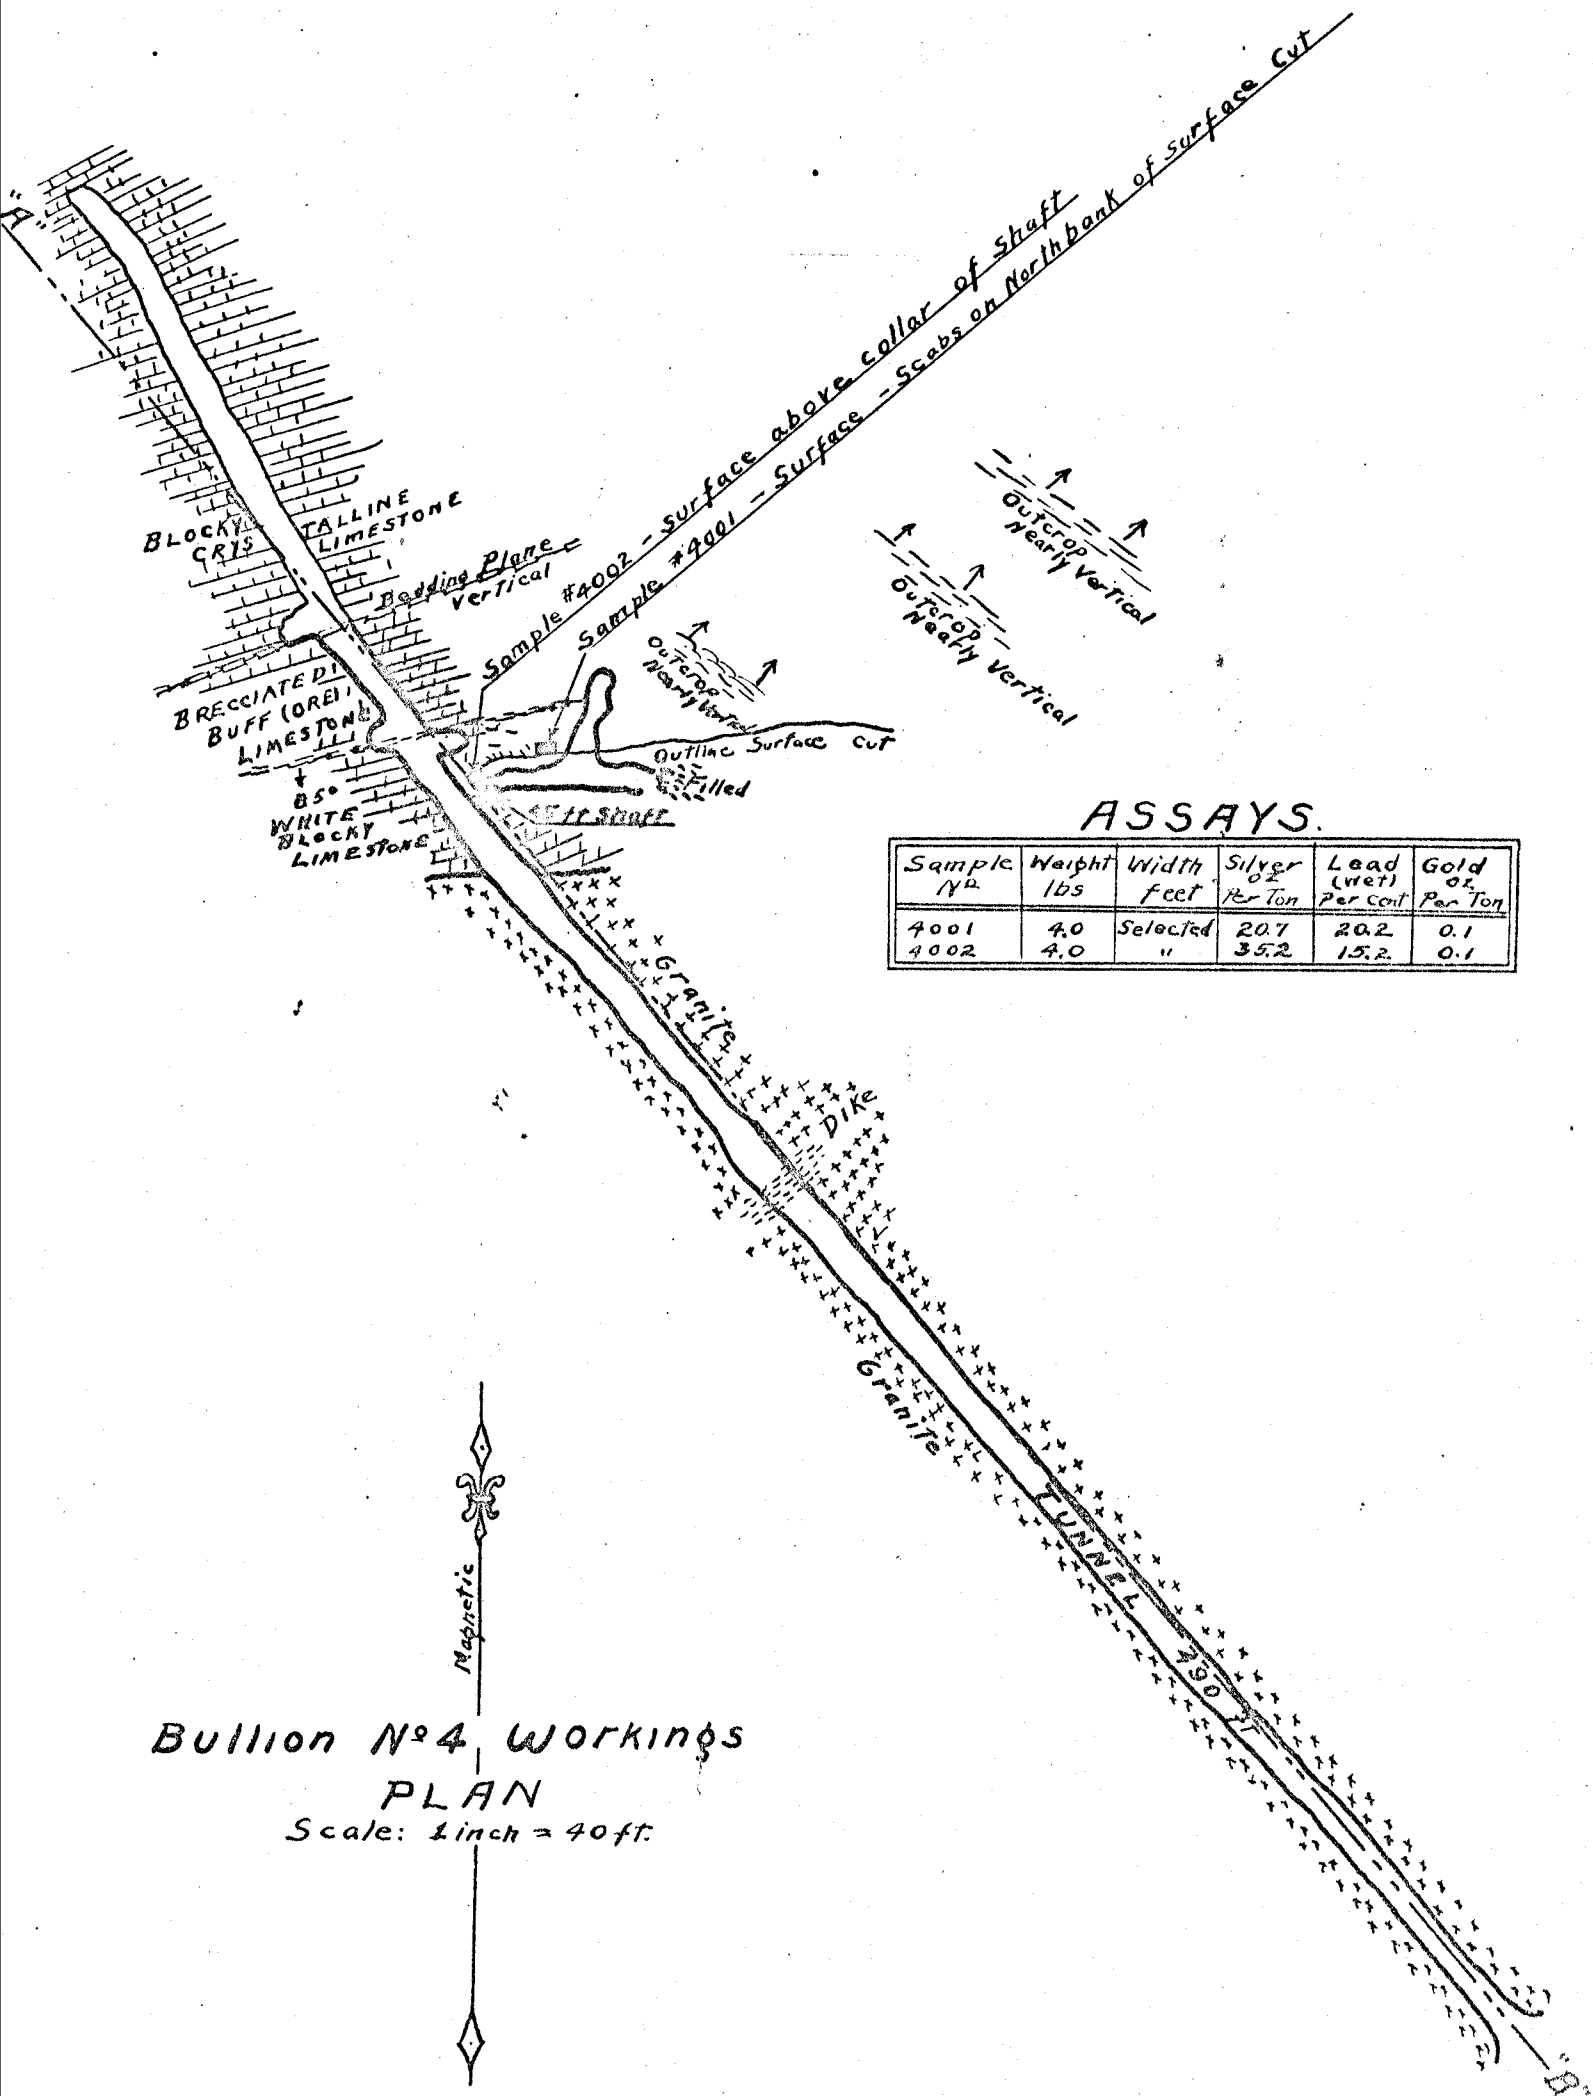 "A"
Sample #4002 - Surface above collar of Shaft
Sample #4001 - Surface - Scabs on North bank of Surface Cut
BLOCKY CRYSTALLINE
LIMESTONE
Bedding Plane
Vertical
Outcrop
Nearly Vertical
Outcrop
Nearly Vertical
Outcrop
Nearly Vertical
BRECCIATED
BUFF (ORE)
LIMESTONE
Outline Surface Cut
Filled
85°
WHITE
BLOCKY
LIMESTONE
45 ft Shaft
ASSAYS.
Sample Nº Weight lbs Width feet Silver oz Per Ton Lead (Wet) Per Cent Gold oz Per Ton
4001 4.0 Selected 20.7 20.2 0.1
4002 4.0 " 35.2 15.2 0.1
Granite
Dike
Granite
TUNNEL 490 FT
Magnetic
Bullion Nº 4 Workings
PLAN
Scale: 1 inch = 40 ft.